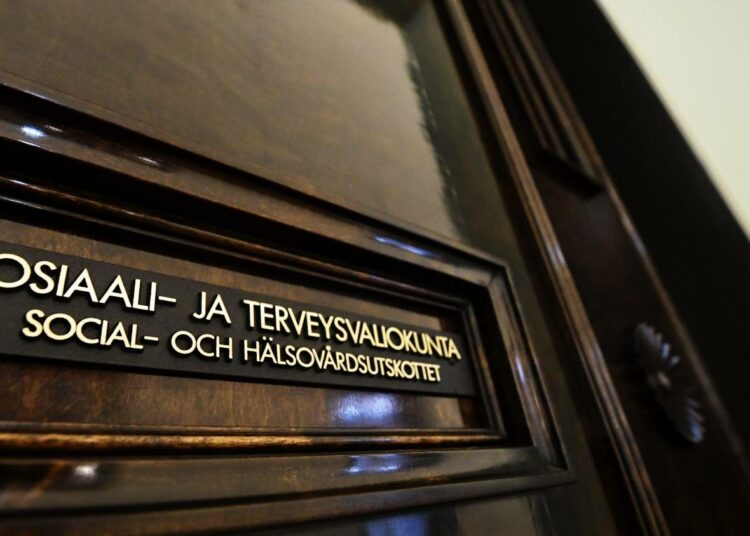 OSIAALI- JA TERVEYSVALIOKUNTA
SOCIAL- OCH HÄLSOVÅRDSUTSKOTTET